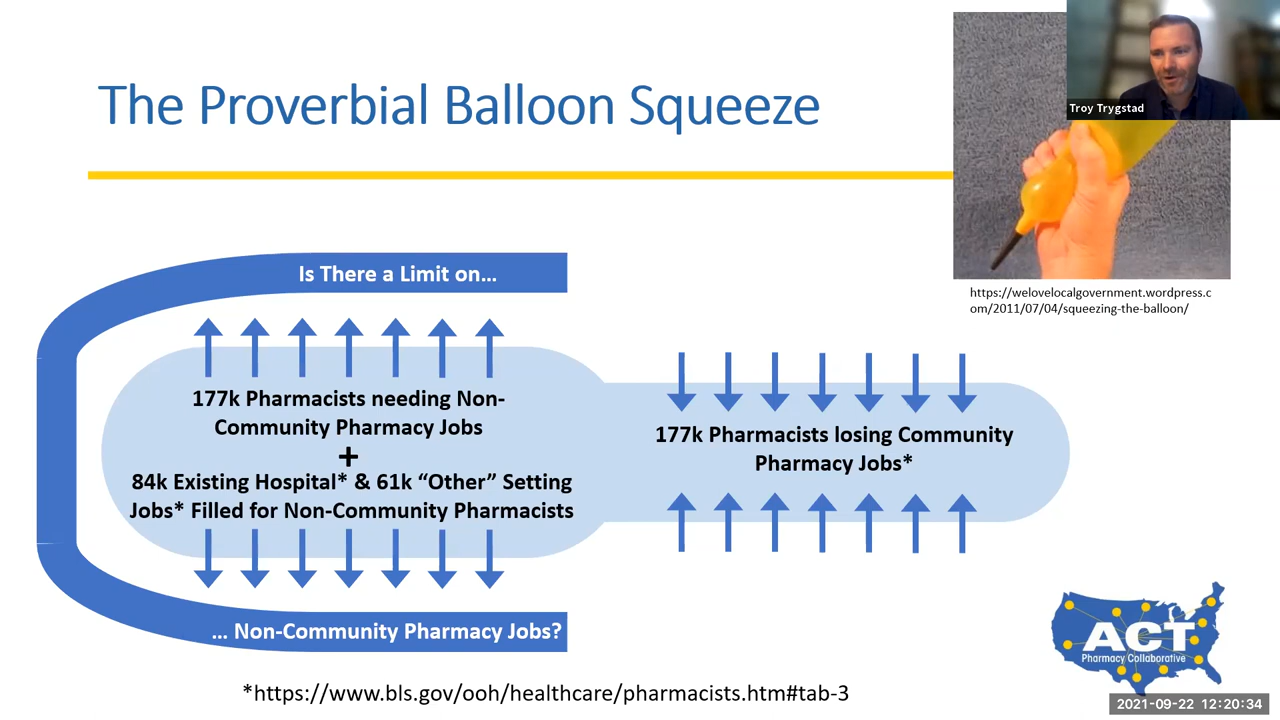 The Proverbial Balloon Squeeze
Troy Trygstad
https://welovelocalgovernment.wordpress.c
om/2011/07/04/squeezing-the-balloon/
Is There a Limit on...
177k Pharmacists needing Non-
Community Pharmacy Jobs
+
84k Existing Hospital* & 61k “Other” Setting
Jobs* Filled for Non-Community Pharmacists
177k Pharmacists losing Community
Pharmacy Jobs*
... Non-Community Pharmacy Jobs?
*https://www.bls.gov/ooh/healthcare/pharmacists.htm#tab-3
ACT
Pharmacy Collaborative
2021-09-22 12:20:34